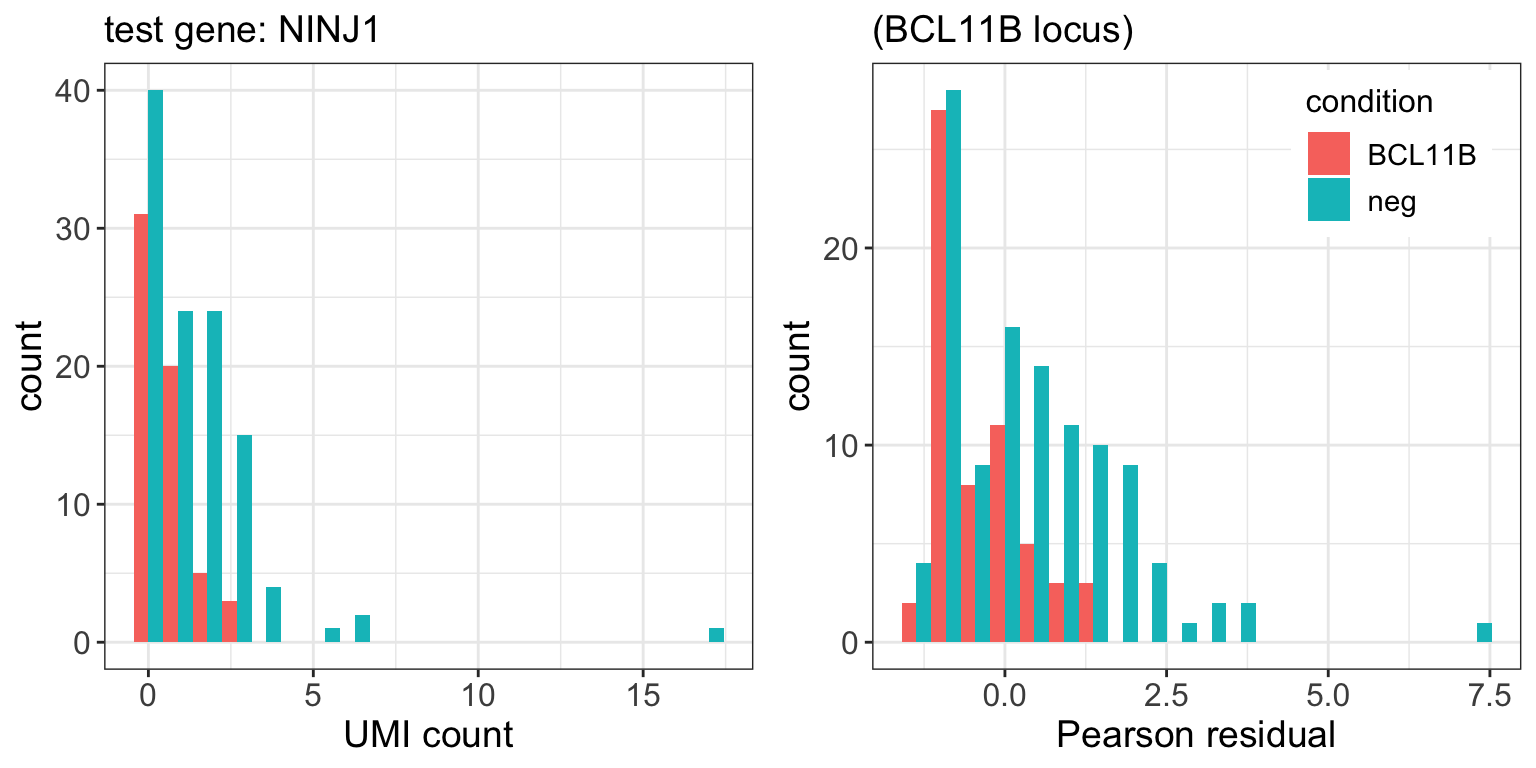 test gene: NINJ1
40
30
20
10
0
count
0
5
10
15
UMI count
(BCL11B locus)
condition
BCL11B
neg
20
10
0
count
0.0
2.5
5.0
7.5
Pearson residual